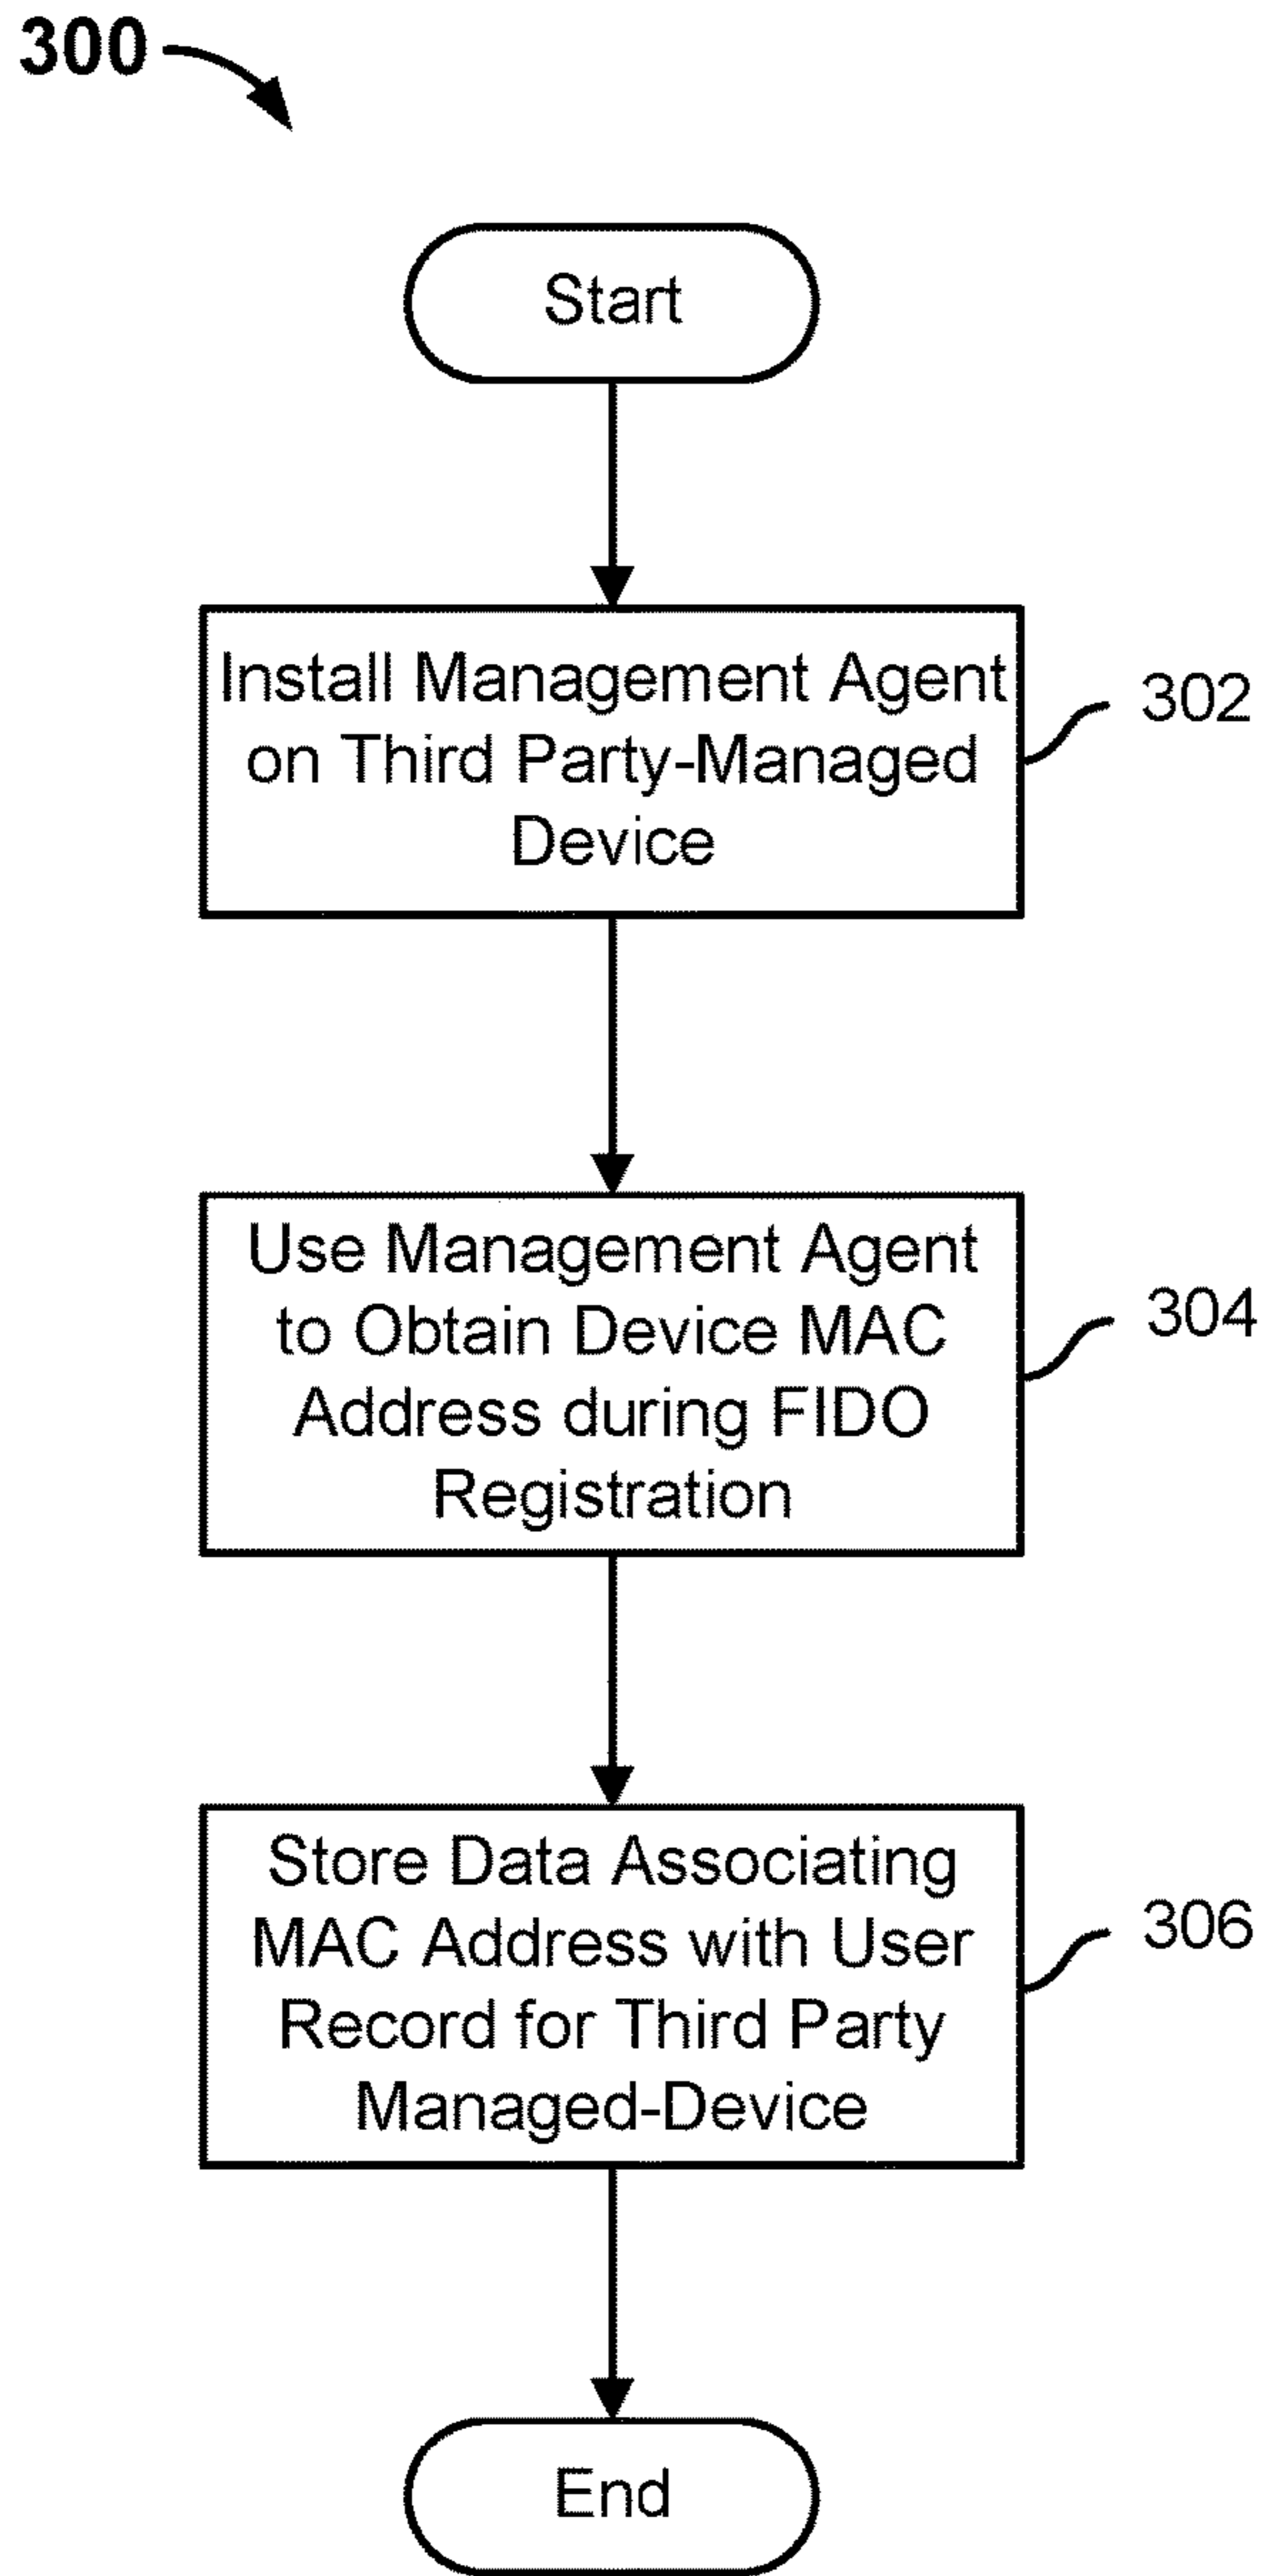 300
Start
Install Management Agent
on Third Party-Managed
Device
302
Use Management Agent
to Obtain Device MAC
Address during FIDO
Registration
304
Store Data Associating
MAC Address with User
Record for Third Party
Managed-Device
306
End